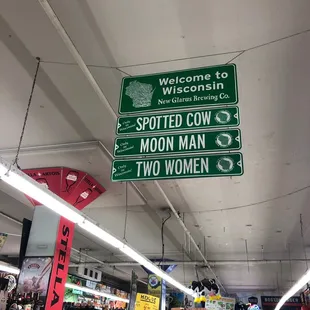 Welcome to
Wisconsin
New Glarus Brewing Co.
SPOTTED COW
MOON MAN
TWO WOMEN
STELLA